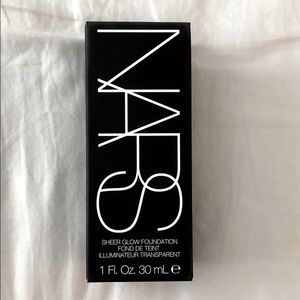 NARS
SHEER GLOW FOUNDATION
FOND DE TEINT
ILLUMINATEUR TRANSPARENT
1 Fl. Oz. 30 mL ℮